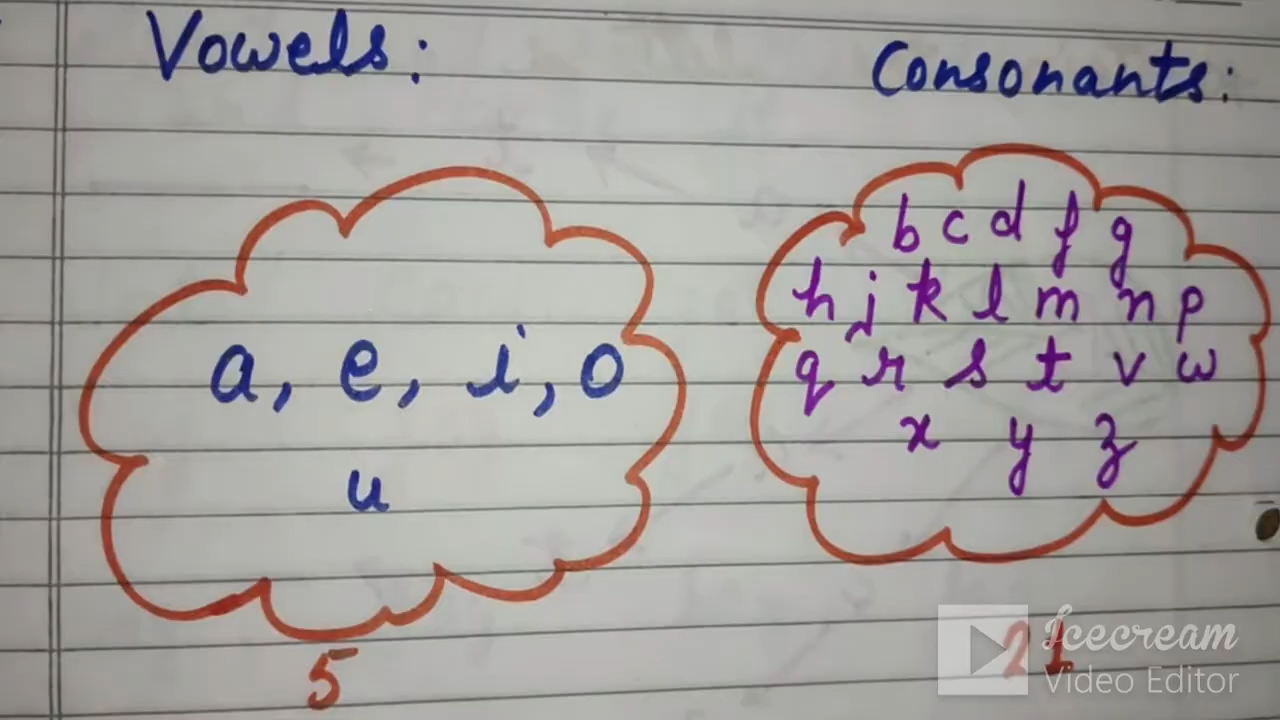 Vowels:
Consonants:
a, e, i, o
u
5
b c d f g
h j k l m n p
q r s t v w
x y z
21
Icecream
Video Editor